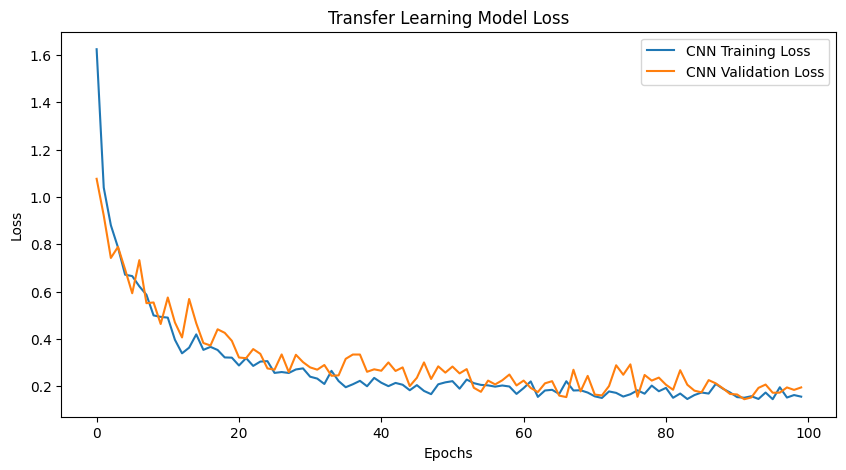 Transfer Learning Model Loss
CNN Training Loss
CNN Validation Loss
Loss
1.6
1.4
1.2
1.0
0.8
0.6
0.4
0.2
0 20 40 60 80 100
Epochs